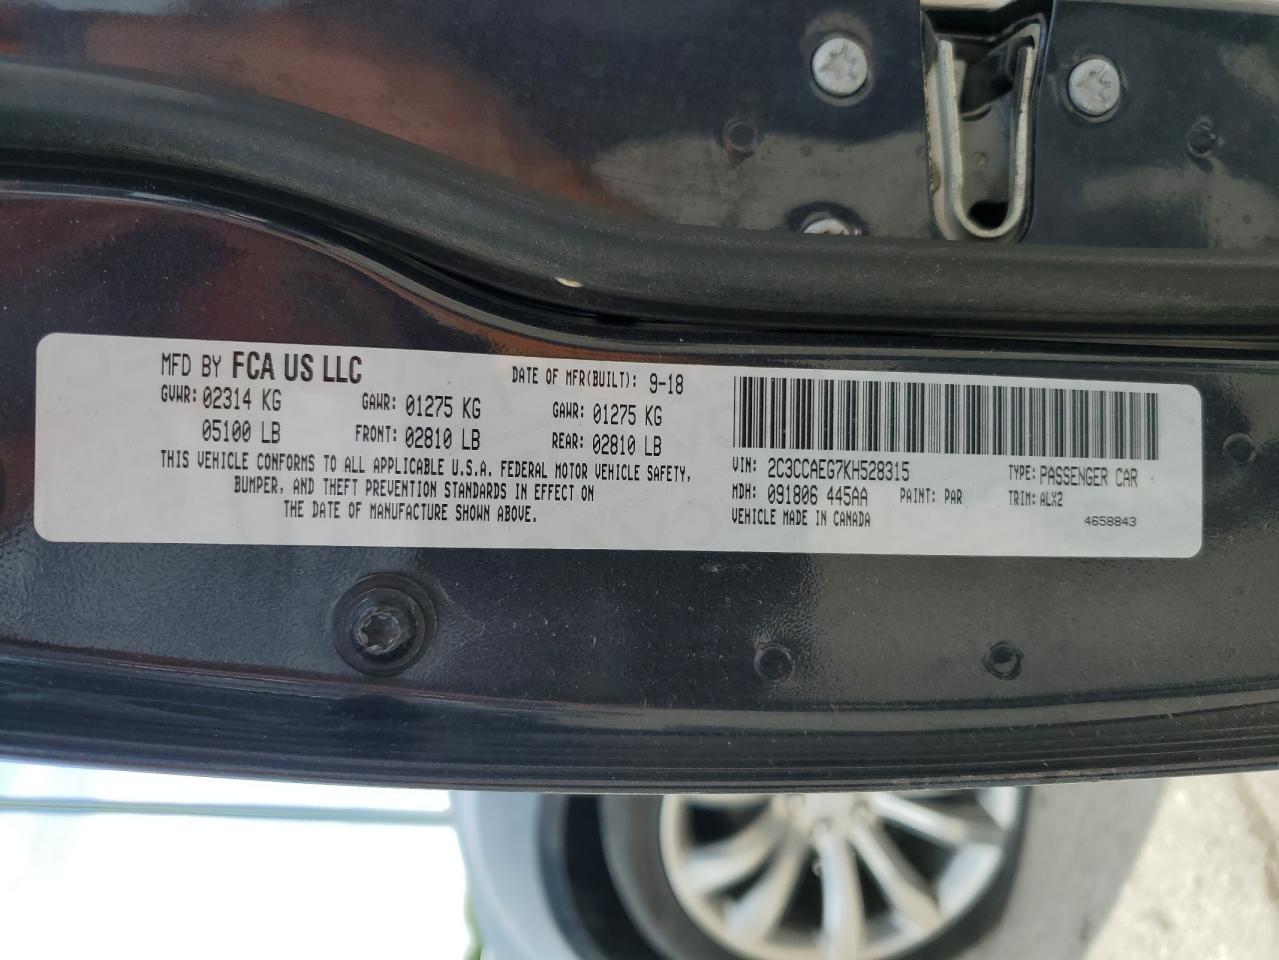 MFD BY FCA US LLC
DATE OF MFR(BUILT): 9-18
GVWR: 02314 KG GAWR: 01275 KG GAWR: 01275 KG
05100 LB FRONT: 02810 LB REAR: 02810 LB
THIS VEHICLE CONFORMS TO ALL APPLICABLE U.S.A. FEDERAL MOTOR VEHICLE SAFETY,
BUMPER, AND THEFT PREVENTION STANDARDS IN EFFECT ON
THE DATE OF MANUFACTURE SHOWN ABOVE.
VIN: 2C3CCAEG7KH528315 TYPE: PASSENGER CAR
MDH: 091806 445AA PAINT: PAR TRIM: ALX2
VEHICLE MADE IN CANADA 4658843